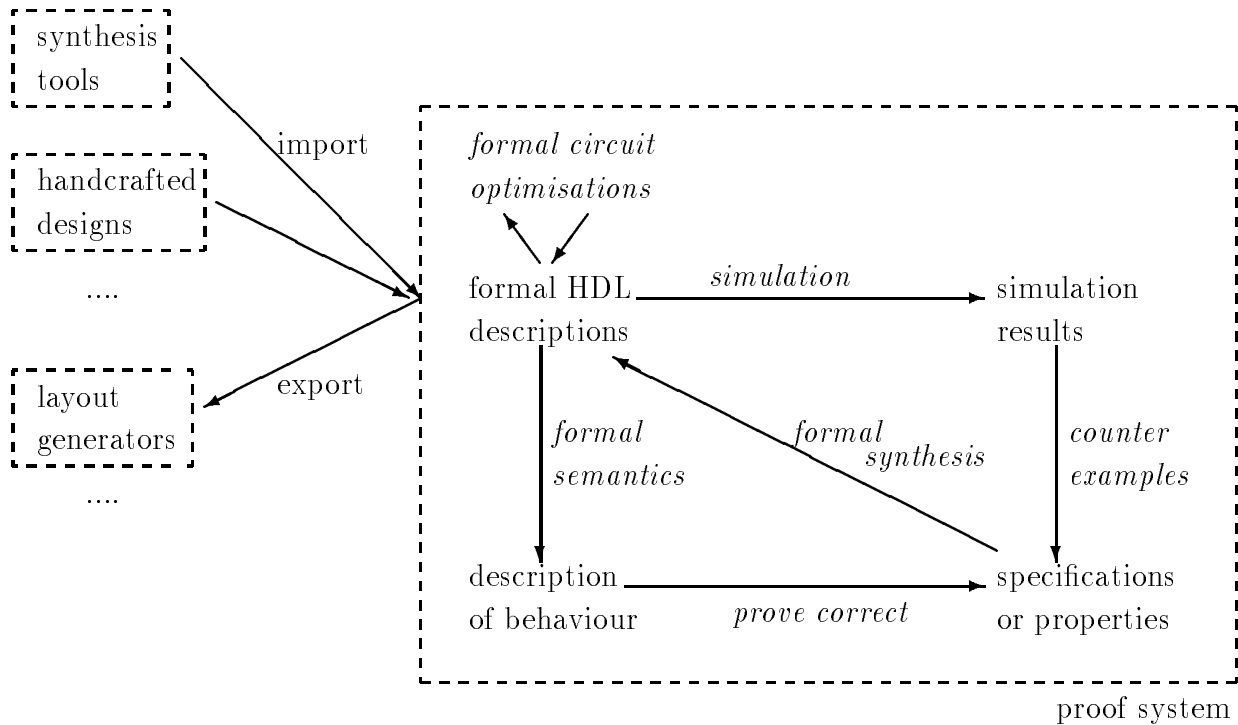 synthesis
tools
import
handcrafted
designs
....
export
layout
generators
....
formal circuit
optimisations
formal HDL
descriptions
simulation
simulation
results
formal
semantics
formal
synthesis
counter
examples
description
of behaviour
prove correct
specifications
or properties
proof system